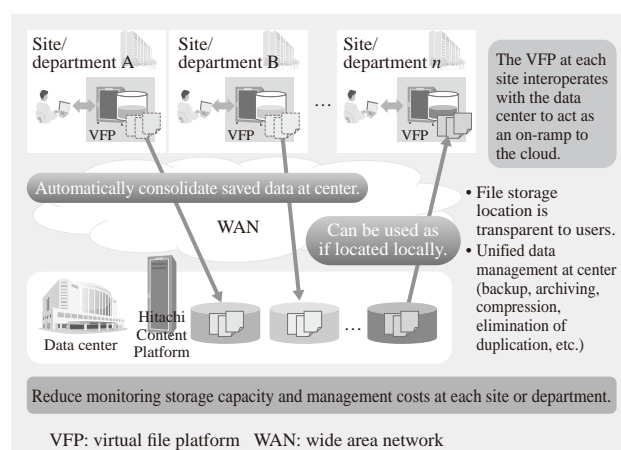 Site/
department A
Site/
department B
Site/
department n
VFP
VFP
...
VFP
The VFP at each
site interoperates
with the data
center to act as
an on-ramp to
the cloud.
Automatically consolidate saved data at center.
WAN
Can be used as
if located locally.
• File storage
location is
transparent to users.
• Unified data
management at center
(backup, archiving,
compression,
elimination of
duplication, etc.)
Data center
Hitachi
Content
Platform
...
Reduce monitoring storage capacity and management costs at each site or department.
VFP: virtual file platform WAN: wide area network